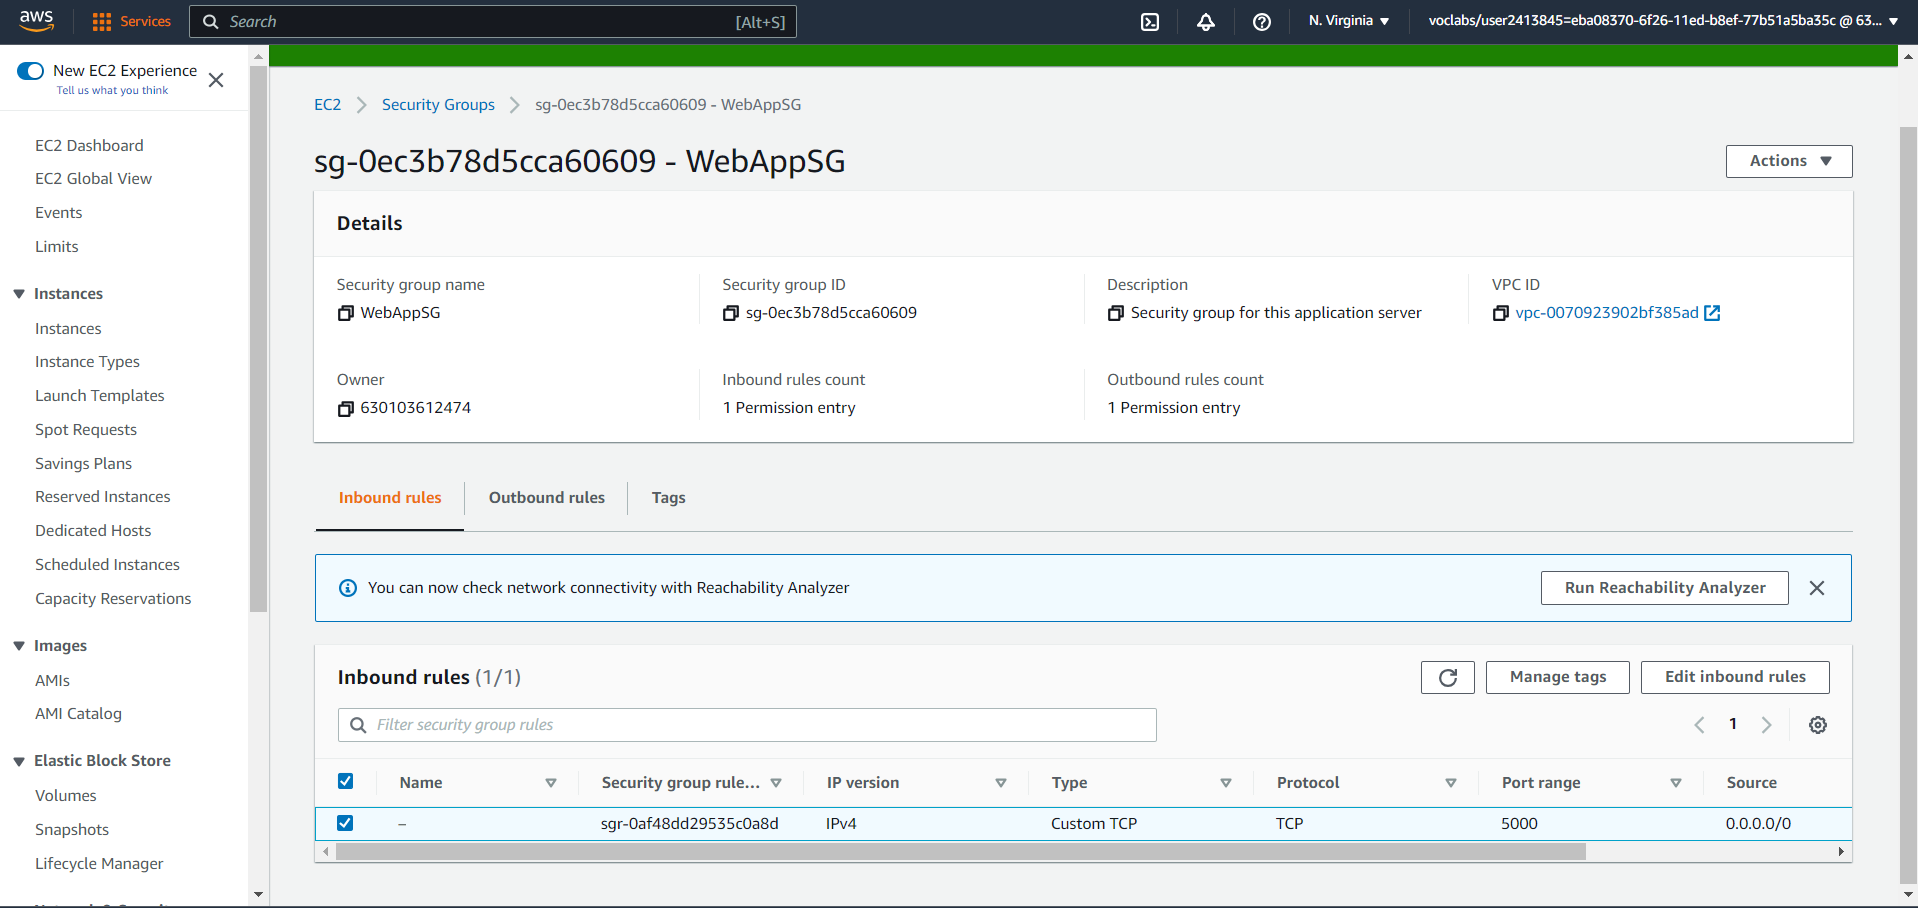 aws
Services
Search
[Alt+S]
N. Virginia
voclabs/user2413845=eba08370-6f26-11ed-b8ef-77b51a5ba35c @ 63...
New EC2 Experience
Tell us what you think
EC2 Dashboard
EC2 Global View
Events
Limits
Instances
Instances
Instance Types
Launch Templates
Spot Requests
Savings Plans
Reserved Instances
Dedicated Hosts
Scheduled Instances
Capacity Reservations
Images
AMIs
AMI Catalog
Elastic Block Store
Volumes
Snapshots
Lifecycle Manager
EC2
Security Groups
sg-0ec3b78d5cca60609 - WebAppSG
sg-0ec3b78d5cca60609 - WebAppSG
Actions
Details
Security group name
WebAppSG
Security group ID
sg-0ec3b78d5cca60609
Description
Security group for this application server
VPC ID
vpc-0070923902bf385ad
Owner
630103612474
Inbound rules count
1 Permission entry
Outbound rules count
1 Permission entry
Inbound rules
Outbound rules
Tags
You can now check network connectivity with Reachability Analyzer
Run Reachability Analyzer
Inbound rules (1/1)
Manage tags
Edit inbound rules
Filter security group rules
1
Name
Security group rule...
IP version
Type
Protocol
Port range
Source
–
sgr-0af48dd29535c0a8d
IPv4
Custom TCP
TCP
5000
0.0.0.0/0